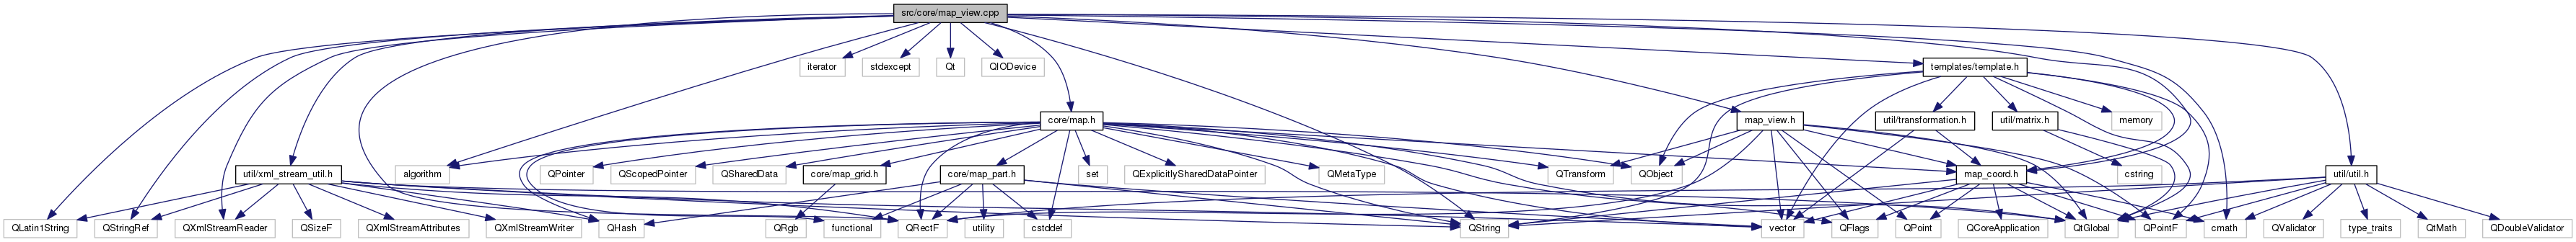 src/core/map_view.cpp
iterator
stdexcept
Qt
QIODevice
templates/template.h
core/map.h
map_view.h
util/transformation.h
util/matrix.h
memory
util/xml_stream_util.h
algorithm
QPointer
QScopedPointer
QSharedData
core/map_grid.h
core/map_part.h
set
QExplicitlySharedDataPointer
QMetaType
QTransform
QObject
map_coord.h
cstring
util/util.h
QLatin1String
QStringRef
QXmlStreamReader
QSizeF
QXmlStreamAttributes
QXmlStreamWriter
QHash
QRgb
functional
QRectF
utility
cstddef
QString
vector
QFlags
QPoint
QCoreApplication
QtGlobal
QPointF
cmath
QValidator
type_traits
QtMath
QDoubleValidator